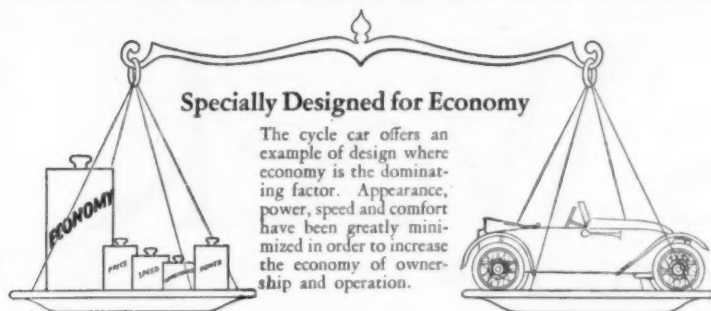 Specially Designed for Economy
The cycle car offers an
example of design where
economy is the dominat-
ing factor. Appearance,
power, speed and comfort
have been greatly mini-
mized in order to increase
the economy of owner-
ship and operation.
ECONOMY
PRICE
SPEED
POWER